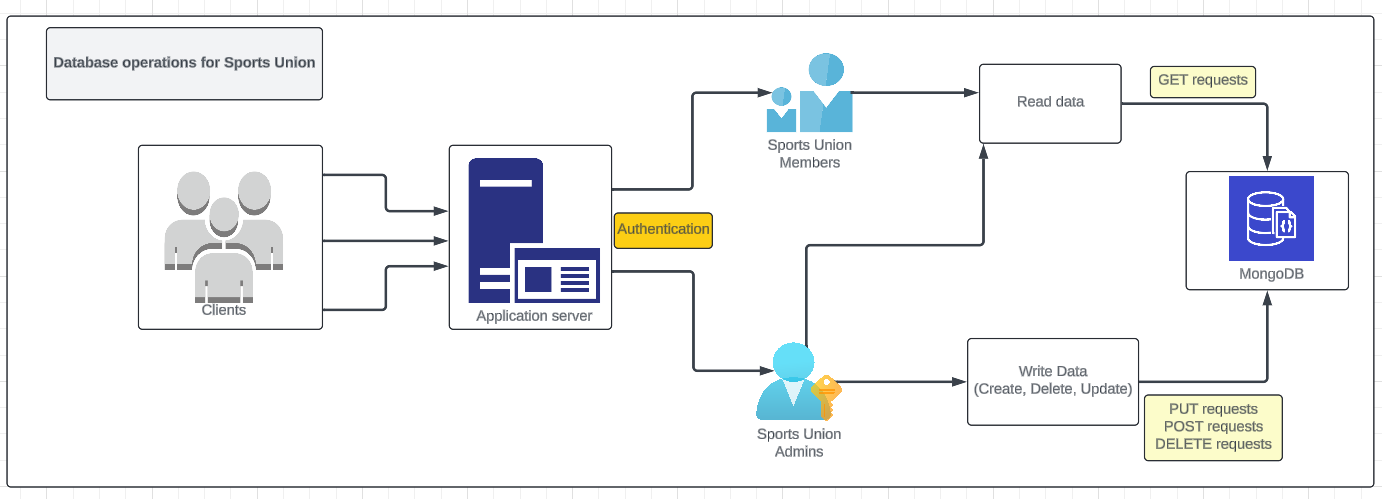 Database operations for Sports Union
Clients
Application server
Authentication
Sports Union
Members
Sports Union
Admins
Read data
GET requests
MongoDB
Write Data
(Create, Delete, Update)
PUT requests
POST requests
DELETE requests